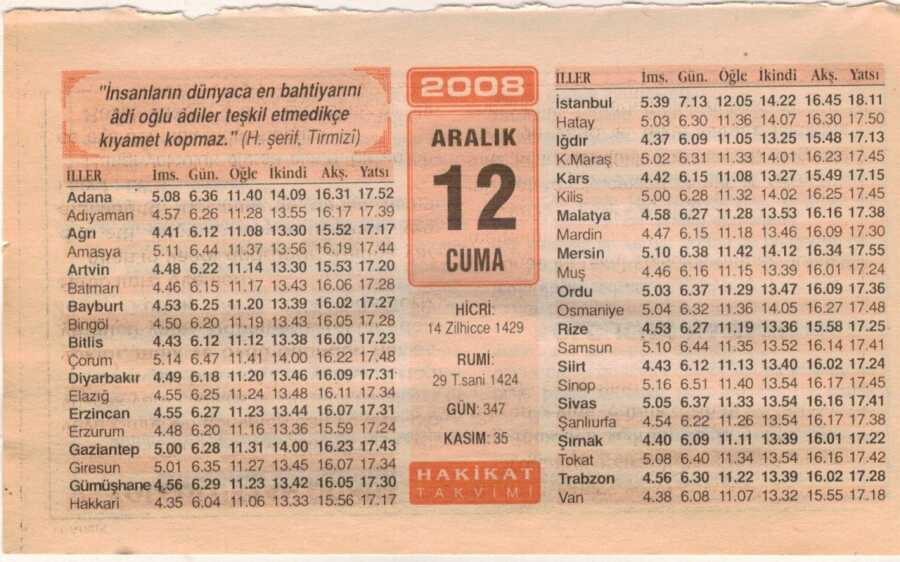 "İnsanların dünyaca en bahtiyarını
âdi oğlu âdiler teşkil etmedikçe
kıyamet kopmaz." (H. şerif, Tirmizî)
İLLER İms. Gün. Öğle İkindi Akş. Yatsı
Adana 5.08 6.36 11.40 14.09 16.31 17.52
Adıyaman 4.57 6.26 11.28 13.55 16.17 17.39
Ağrı 4.41 6.12 11.08 13.30 15.52 17.17
Amasya 5.11 6.44 11.37 13.56 16.19 17.44
Artvin 4.48 6.22 11.14 13.30 15.53 17.20
Batman 4.46 6.15 11.17 13.43 16.06 17.28
Bayburt 4.53 6.25 11.20 13.39 16.02 17.27
Bingöl 4.50 6.20 11.19 13.43 16.05 17.28
Bitlis 4.43 6.12 11.12 13.38 16.00 17.23
Çorum 5.14 6.47 11.41 14.00 16.22 17.48
Diyarbakır 4.49 6.18 11.20 13.46 16.09 17.31
Elazığ 4.55 6.25 11.24 13.48 16.11 17.34
Erzincan 4.55 6.27 11.23 13.44 16.07 17.31
Erzurum 4.48 6.20 11.16 13.36 15.59 17.24
Gaziantep 5.00 6.28 11.31 14.00 16.23 17.43
Giresun 5.01 6.35 11.27 13.45 16.07 17.34
Gümüşhane 4.56 6.29 11.23 13.42 16.05 17.30
Hakkari 4.35 6.04 11.06 13.33 15.56 17.17
2008
ARALIK
12
CUMA
HİCRİ:
14 Zilhicce 1429
RUMİ:
29 T.sani 1424
GÜN: 347
KASIM: 35
HAKİKAT
TAKVİMİ
İLLER İms. Gün. Öğle İkindi Akş. Yatsı
İstanbul 5.39 7.13 12.05 14.22 16.45 18.11
Hatay 5.03 6.30 11.36 14.07 16.30 17.50
Iğdır 4.37 6.09 11.05 13.25 15.48 17.13
K.Maraş 5.02 6.31 11.33 14.01 16.23 17.45
Kars 4.42 6.15 11.08 13.27 15.49 17.15
Kilis 5.00 6.28 11.32 14.02 16.25 17.45
Malatya 4.58 6.27 11.28 13.53 16.16 17.38
Mardin 4.47 6.15 11.18 13.46 16.09 17.30
Mersin 5.10 6.38 11.42 14.12 16.34 17.55
Muş 4.46 6.16 11.15 13.39 16.01 17.24
Ordu 5.03 6.37 11.29 13.47 16.09 17.36
Osmaniye 5.04 6.32 11.36 14.05 16.27 17.48
Rize 4.53 6.27 11.19 13.36 15.58 17.25
Samsun 5.10 6.44 11.35 13.52 16.14 17.41
Siirt 4.43 6.12 11.13 13.40 16.02 17.24
Sinop 5.16 6.51 11.40 13.54 16.17 17.45
Sivas 5.05 6.37 11.33 13.54 16.16 17.41
Şanlıurfa 4.54 6.22 11.26 13.54 16.17 17.38
Şırnak 4.40 6.09 11.11 13.39 16.01 17.22
Tokat 5.08 6.40 11.34 13.54 16.16 17.42
Trabzon 4.56 6.30 11.22 13.39 16.02 17.28
Van 4.38 6.08 11.07 13.32 15.55 17.18